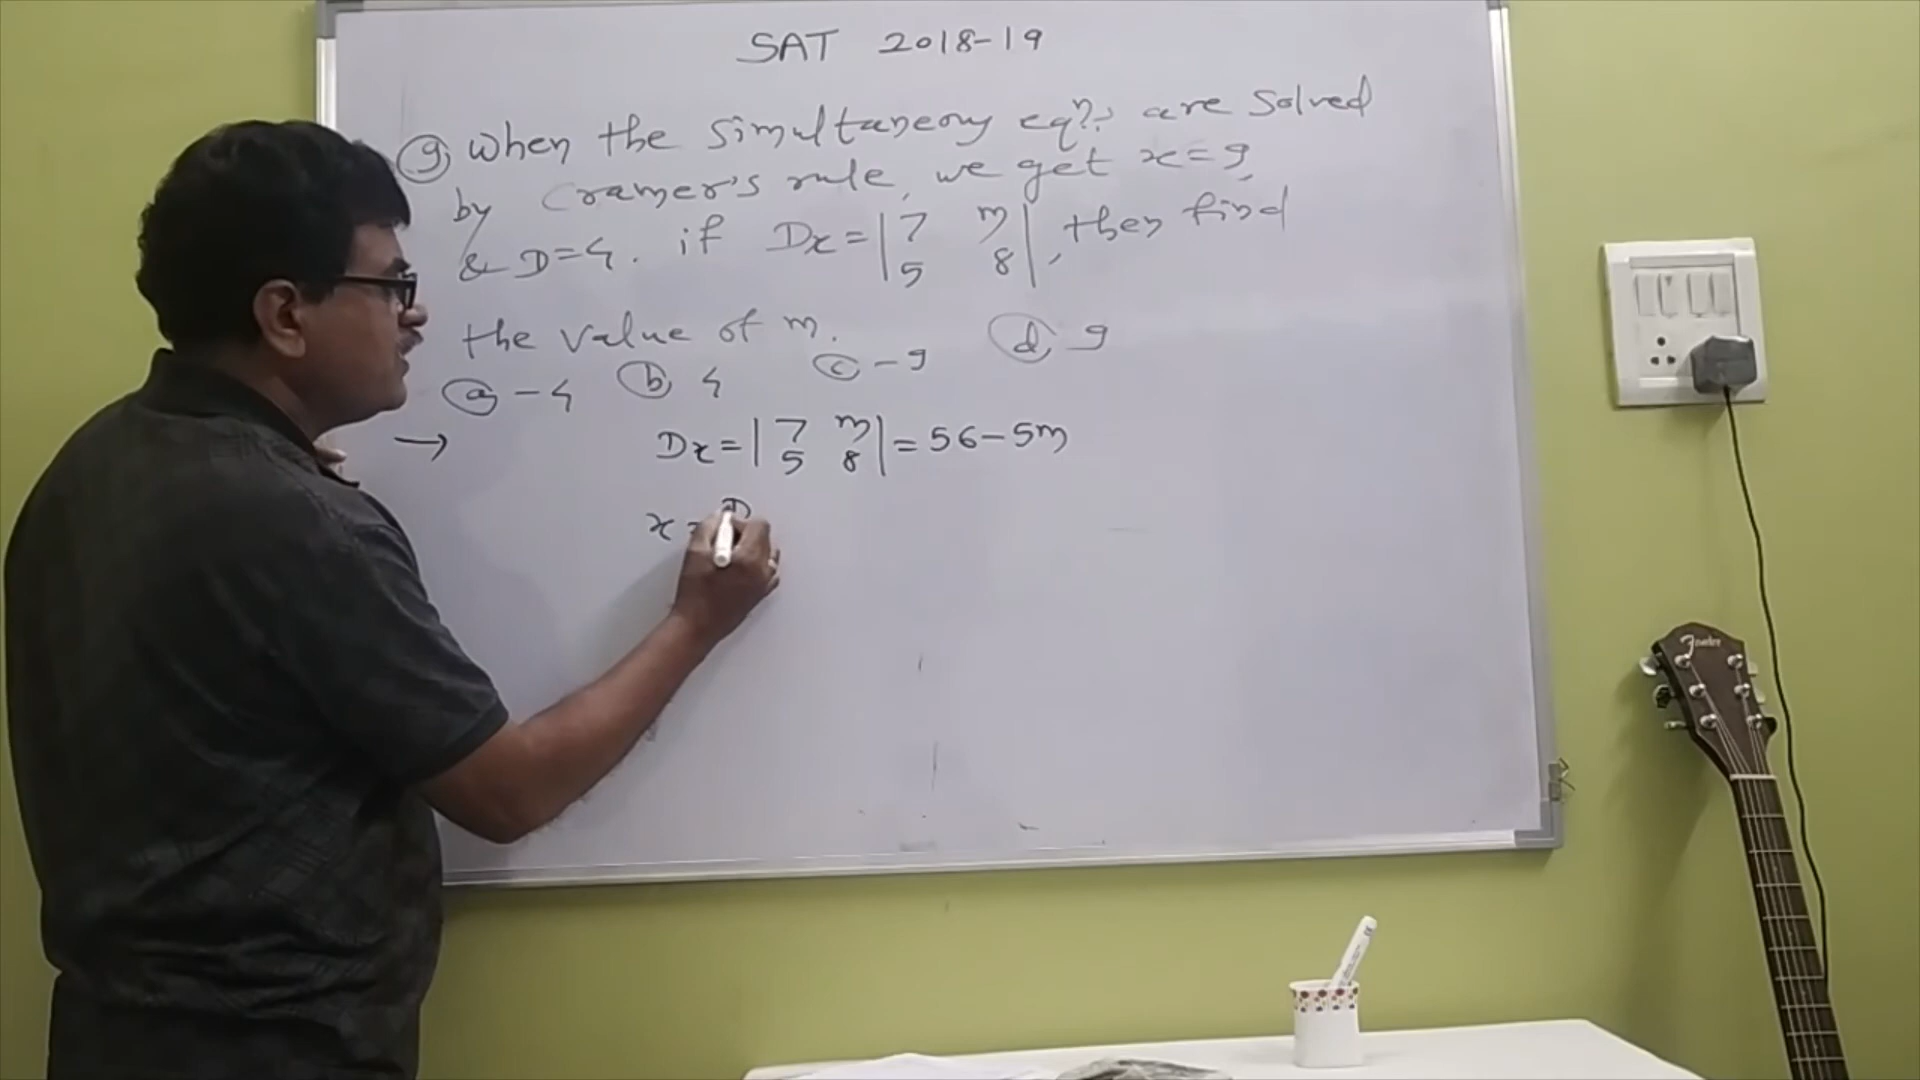 SAT 2018-19
9) When the simultaneous eqns are solved
by Cramer's rule, we get x=9,
& D=4. if Dx=|7 m|, then find
|5 8|
the value of m.
a) -4 b) 4 c) -9 d) 9
→ Dx=|7 m|=56-5m
|5 8|
x = D
Fender